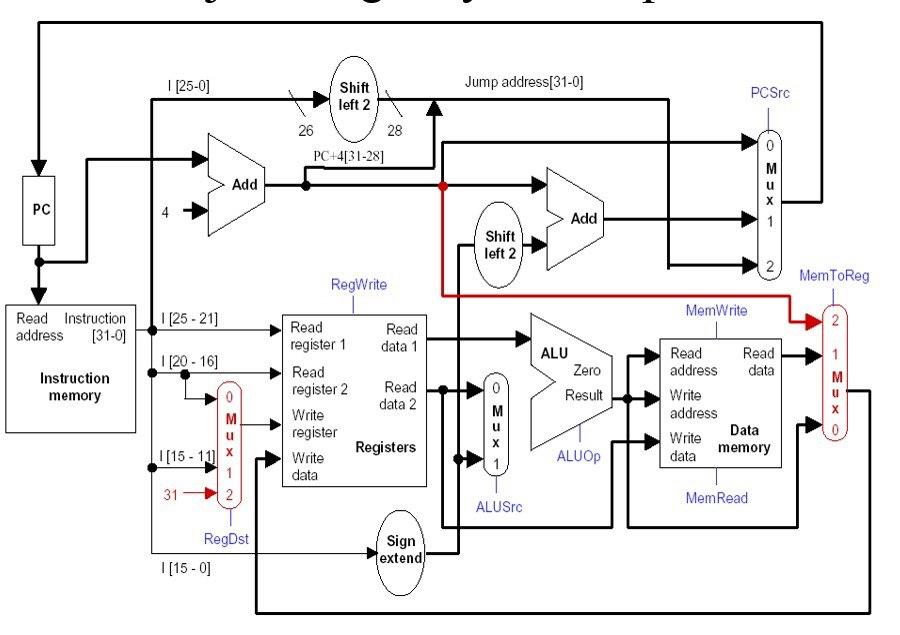 I [25-0]
Shift
left 2
Jump address[31-0]
PCSrc
26
28
PC+4[31-28]
0
M
u
x
1
2
Add
PC
4
Add
Shift
left 2
MemToReg
RegWrite
MemWrite
Read
address
Instruction
[31-0]
Instruction
memory
I [25 - 21]
I [20 - 16]
I [15 - 11]
I [15 - 0]
0
M
u
x
1
2
31
RegDst
Read
register 1
Read
data 1
Read
register 2
Read
data 2
Write
register
Write
data
Registers
0
M
u
x
1
ALUSrc
ALU
Zero
Result
ALUOp
Read
address
Read
data
Write
address
Write
data
Data
memory
MemRead
2
1
M
u
x
0
Sign
extend